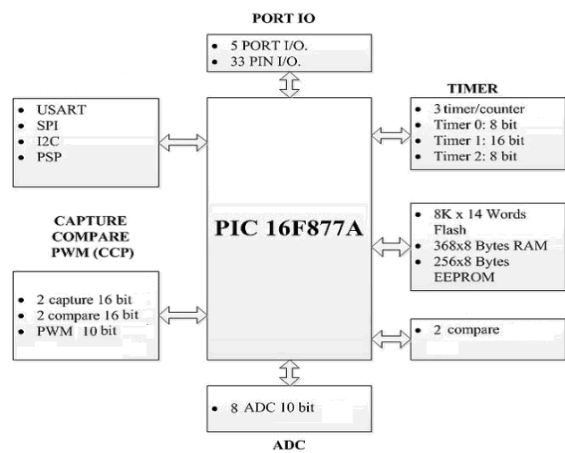 PORT IO
• 5 PORT I/O.
• 33 PIN I/O.
• USART
• SPI
• I2C
• PSP
TIMER
• 3 timer/counter
• Timer 0: 8 bit
• Timer 1: 16 bit
• Timer 2: 8 bit
CAPTURE
COMPARE
PWM (CCP)
• 2 capture 16 bit
• 2 compare 16 bit
• PWM 10 bit
PIC 16F877A
• 8K x 14 Words
Flash
• 368x8 Bytes RAM
• 256x8 Bytes
EEPROM
• 2 compare
• 8 ADC 10 bit
ADC